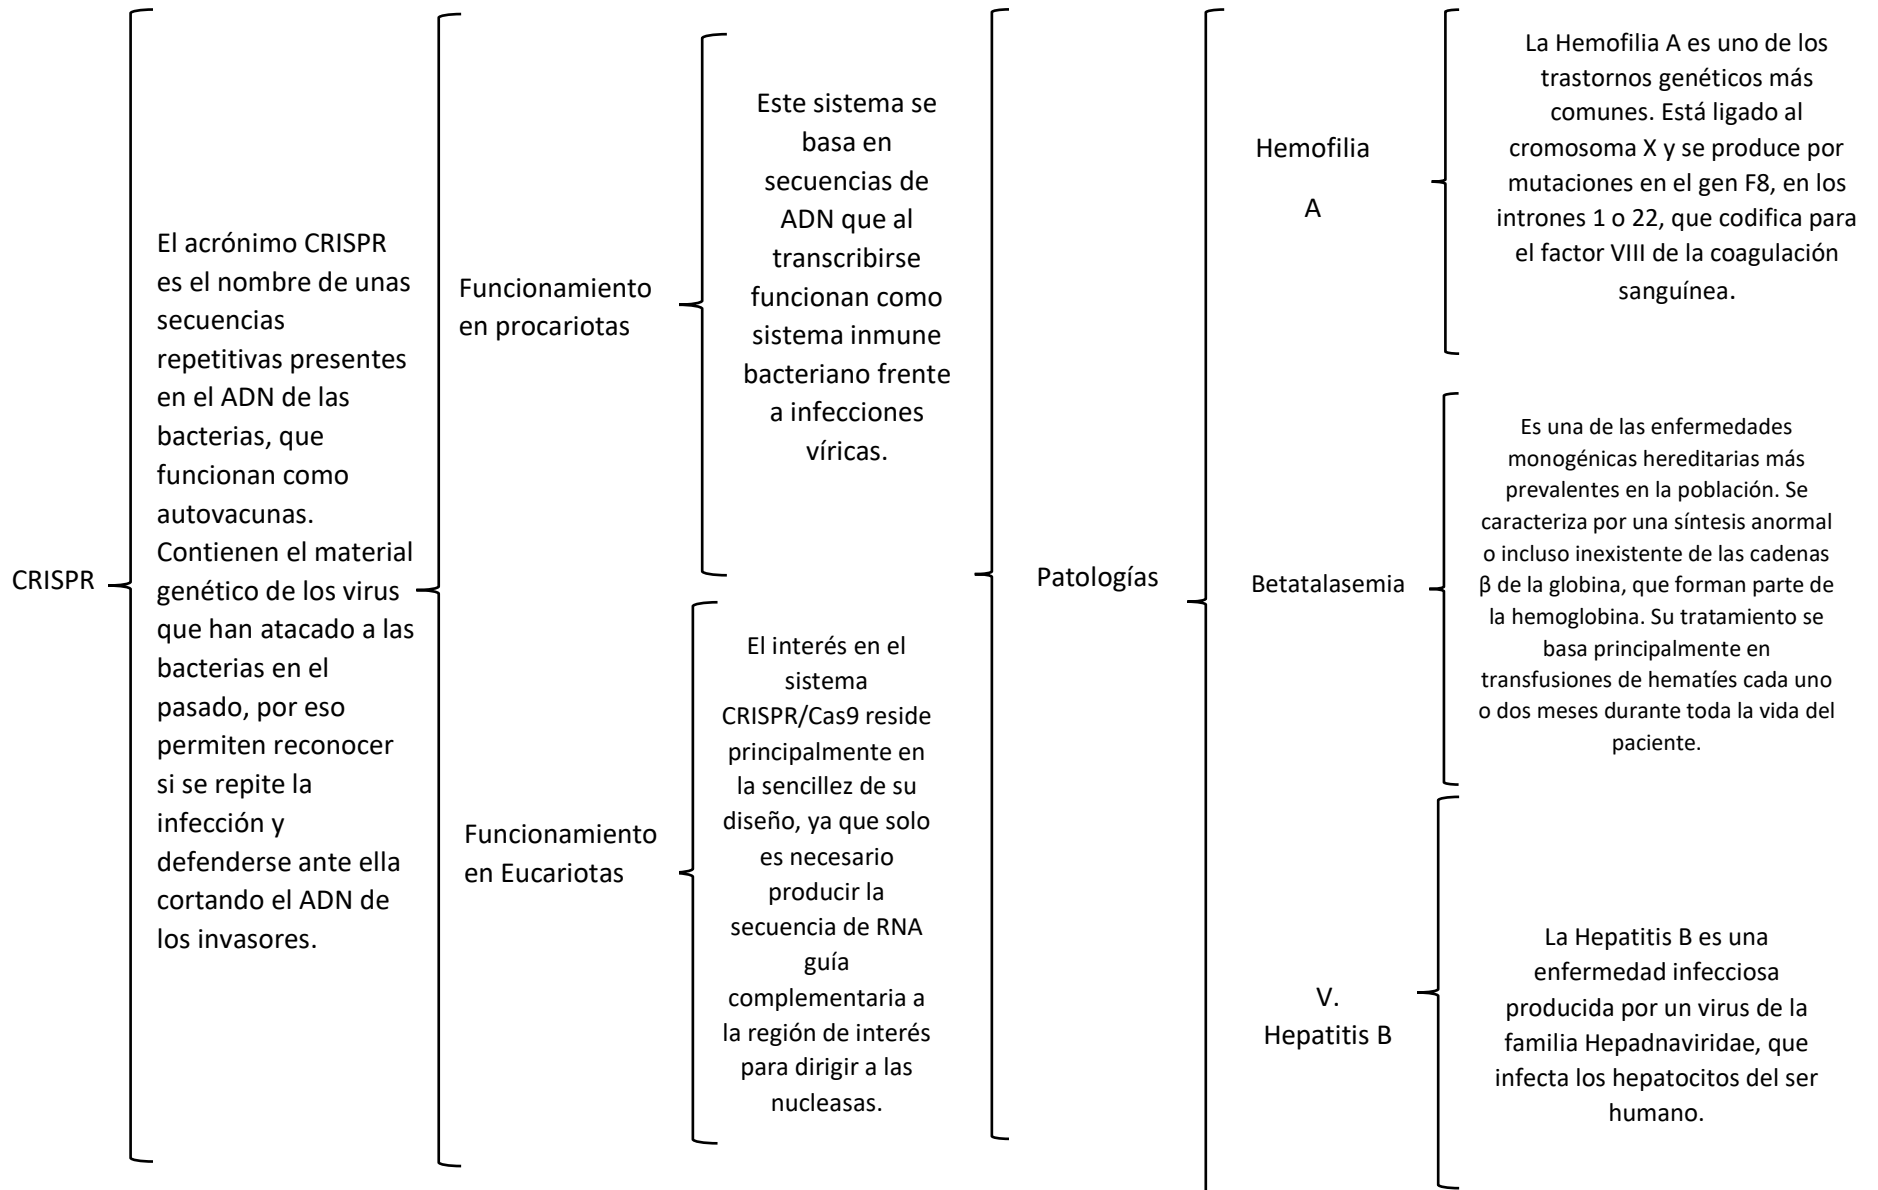 CRISPR
El acrónimo CRISPR
es el nombre de unas
secuencias
repetitivas presentes
en el ADN de las
bacterias, que
funcionan como
autovacunas.
Contienen el material
genético de los virus
que han atacado a las
bacterias en el
pasado, por eso
permiten reconocer
si se repite la
infección y
defenderse ante ella
cortando el ADN de
los invasores.
Funcionamiento
en procariotas
Este sistema se
basa en
secuencias de
ADN que al
transcribirse
funcionan como
sistema inmune
bacteriano frente
a infecciones
víricas.
Funcionamiento
en Eucariotas
El interés en el
sistema
CRISPR/Cas9 reside
principalmente en
la sencillez de su
diseño, ya que solo
es necesario
producir la
secuencia de RNA
guía
complementaria a
la región de interés
para dirigir a las
nucleasas.
Patologías
Hemofilia
A
La Hemofilia A es uno de los
trastornos genéticos más
comunes. Está ligado al
cromosoma X y se produce por
mutaciones en el gen F8, en los
intrones 1 o 22, que codifica para
el factor VIII de la coagulación
sanguínea.
Betatalasemia
Es una de las enfermedades
monogénicas hereditarias más
prevalentes en la población. Se
caracteriza por una síntesis anormal
o incluso inexistente de las cadenas
β de la globina, que forman parte de
la hemoglobina. Su tratamiento se
basa principalmente en
transfusiones de hematíes cada uno
o dos meses durante toda la vida del
paciente.
V.
Hepatitis B
La Hepatitis B es una
enfermedad infecciosa
producida por un virus de la
familia Hepadnaviridae, que
infecta los hepatocitos del ser
humano.